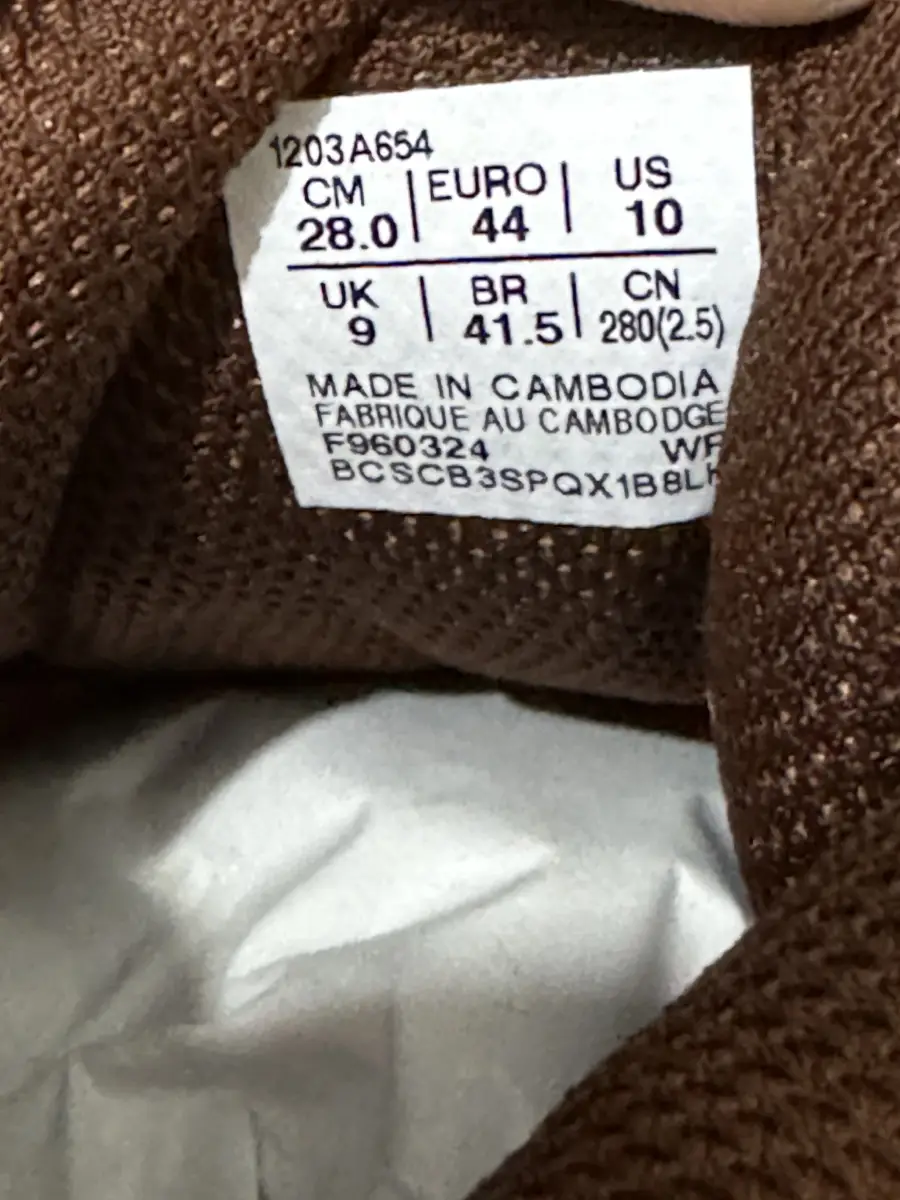 1203A654
CM | EURO | US
28.0 | 44 | 10
UK | BR | CN
9 | 41.5 | 280(2.5)
MADE IN CAMBODIA
FABRIQUE AU CAMBODGE
F960324
BCSCB3SPQX1B8L